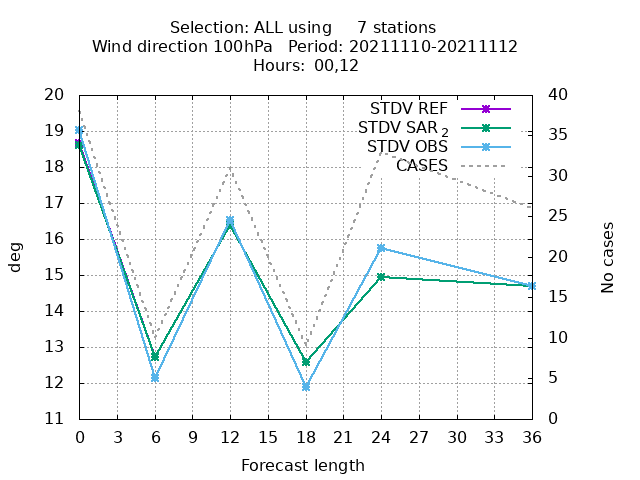 Selection: ALL using 7 stations
Wind direction 100hPa Period: 20211110-20211112
Hours: 00,12
20
19
18
17
16
15
14
13
12
11
deg
40
35
30
25
20
15
10
5
0
No cases
STDV REF
STDV SAR 2
STDV OBS
CASES
0 3 6 9 12 15 18 21 24 27 30 33 36
Forecast length